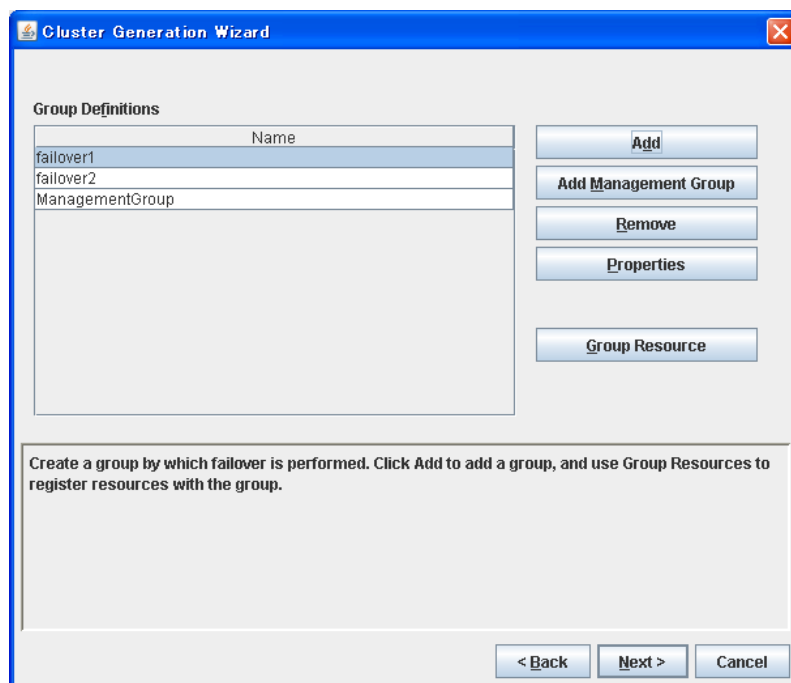 Cluster Generation Wizard
Group Definitions
Name
failover1
failover2
ManagementGroup
Add
Add Management Group
Remove
Properties
Group Resource
Create a group by which failover is performed. Click Add to add a group, and use Group Resources to
register resources with the group.
< Back
Next >
Cancel